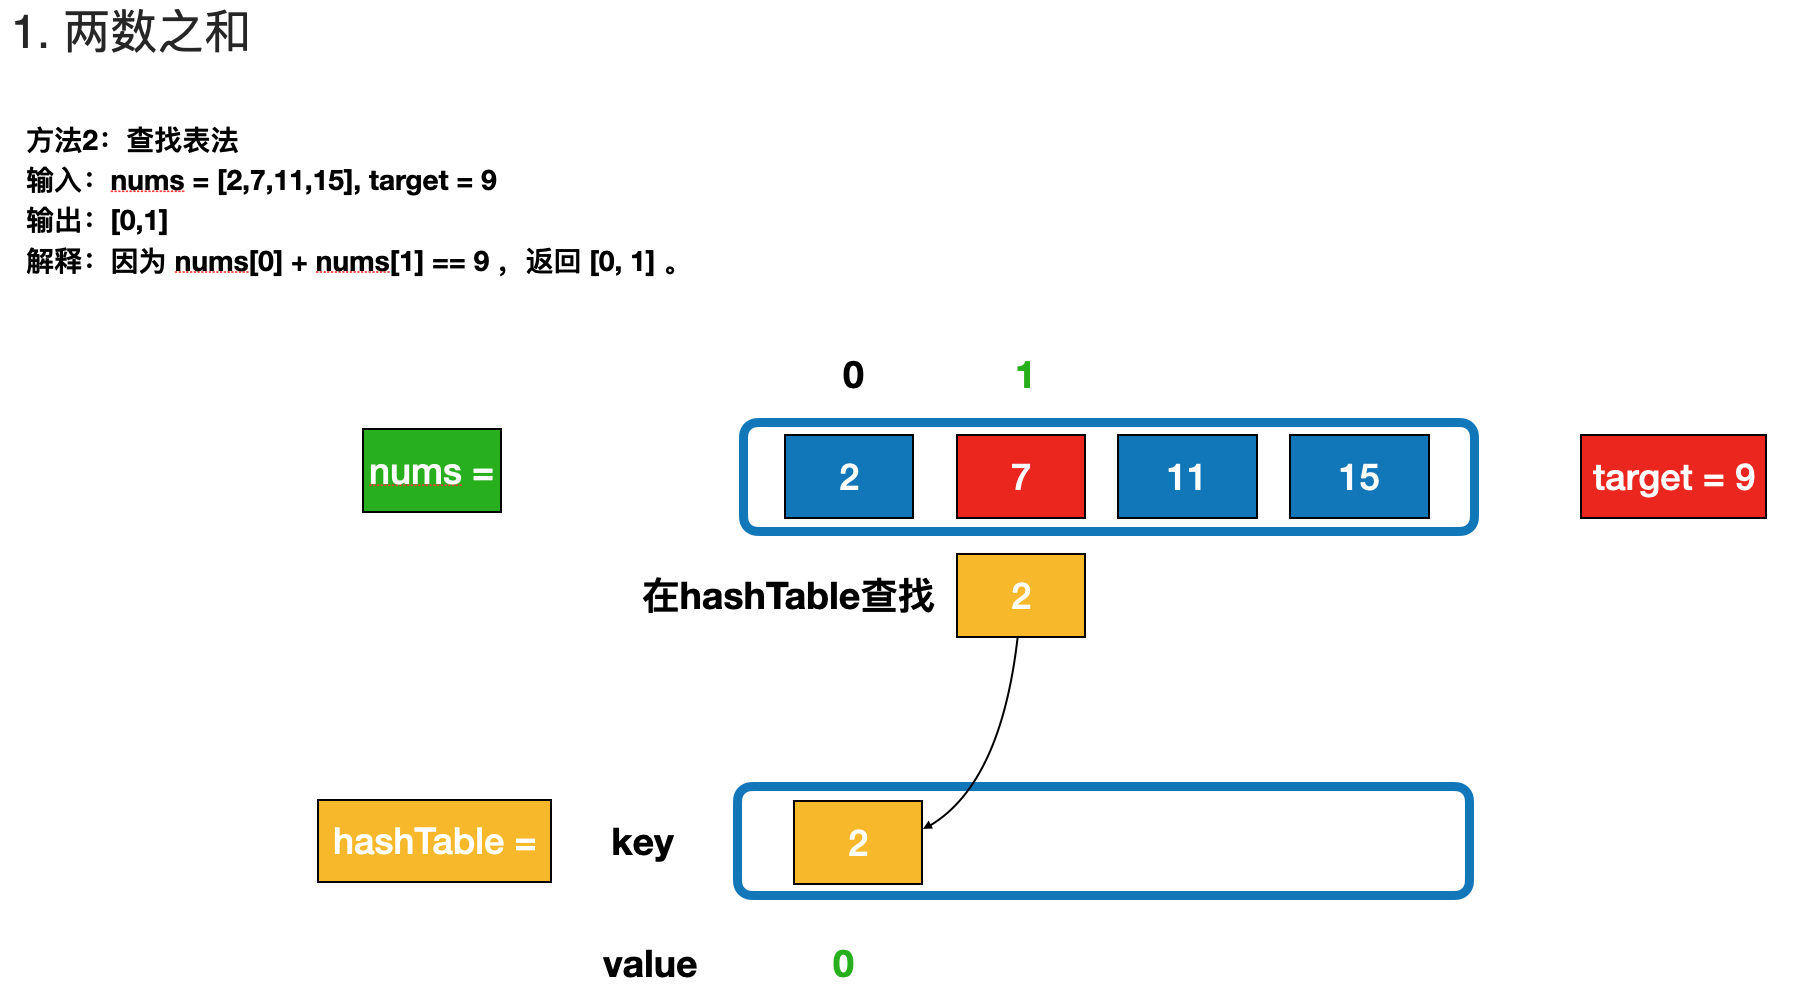 1. 两数之和
方法2：查找表法
输入：nums = [2,7,11,15], target = 9
输出：[0,1]
解释：因为 nums[0] + nums[1] == 9 ，返回 [0, 1] 。
0 1
nums = 2 7 11 15 target = 9
在hashTable查找 2
hashTable = key 2
value 0